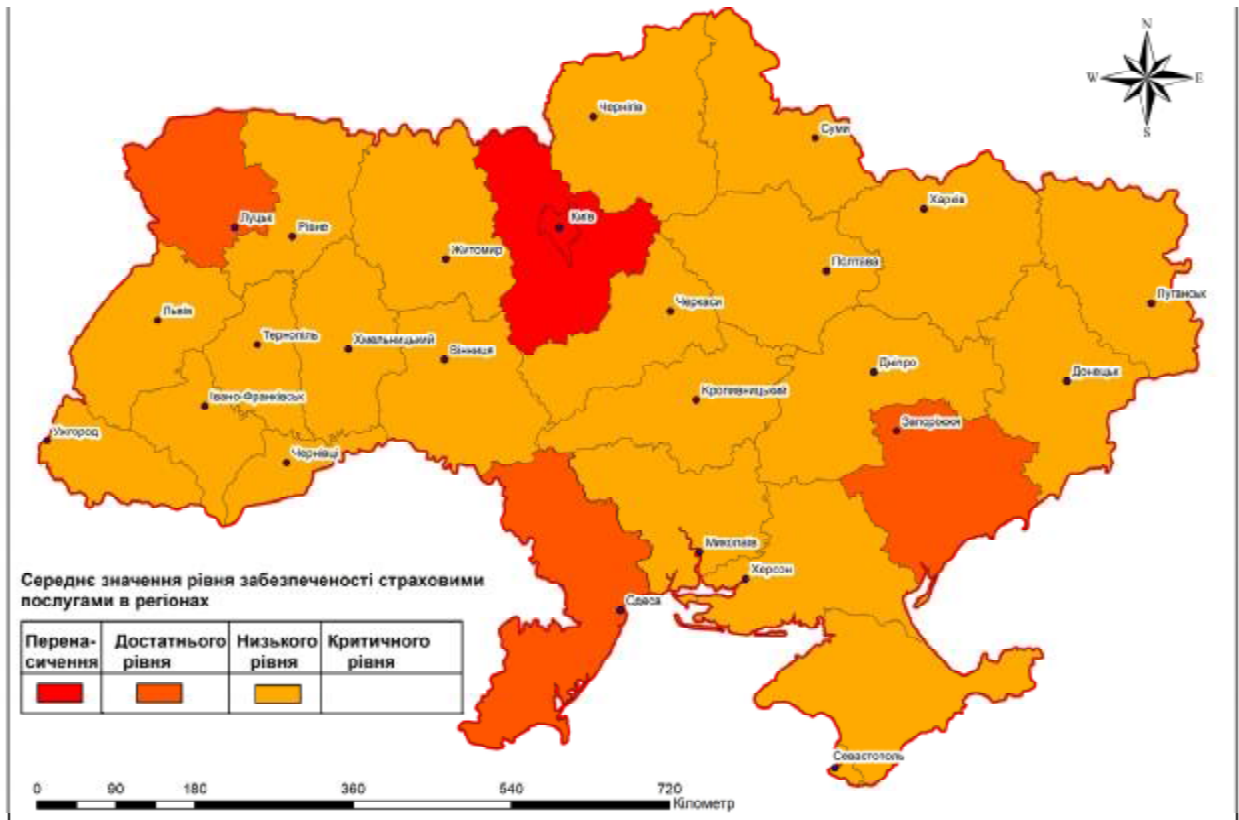 N
W
E
S
Чернігів
Суми
Харків
Луцьк
Рівне
Київ
Житомир
Полтава
Львів
Тернопіль
Хмельницький
Вінниця
Черкаси
Луганськ
Дніпро
Донецьк
Івано-Франківськ
Кропивницький
Ужгород
Чернівці
Запоріжжя
Миколаїв
Херсон
Одеса
Севастополь
Середнє значення рівня забезпеченості страховими
послугами в регіонах
Перена-
сичення
Достатнього
рівня
Низького
рівня
Критичного
рівня
0 90 180 360 540 720
Кілометр